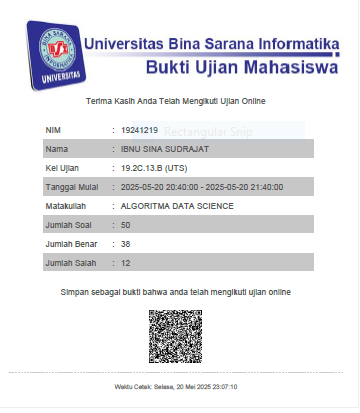 BINA SARANA
INFORMATIKA
UNIVERSITAS
Universitas Bina Sarana Informatika
Bukti Ujian Mahasiswa
Terima Kasih Anda Telah Mengikuti Ujian Online
NIM : 19241219
Rectangular Snip
Nama : IBNU SINA SUDRAJAT
Kel Ujian : 19.2C.13.B (UTS)
Tanggal Mulai : 2025-05-20 20:40:00 - 2025-05-20 21:40:00
Matakuliah : ALGORITMA DATA SCIENCE
Jumlah Soal : 50
Jumlah Benar : 38
Jumlah Salah : 12
Simpan sebagai bukti bahwa anda telah mengikuti ujian online
Waktu Cetak: Selasa, 20 Mei 2025 23:07:10